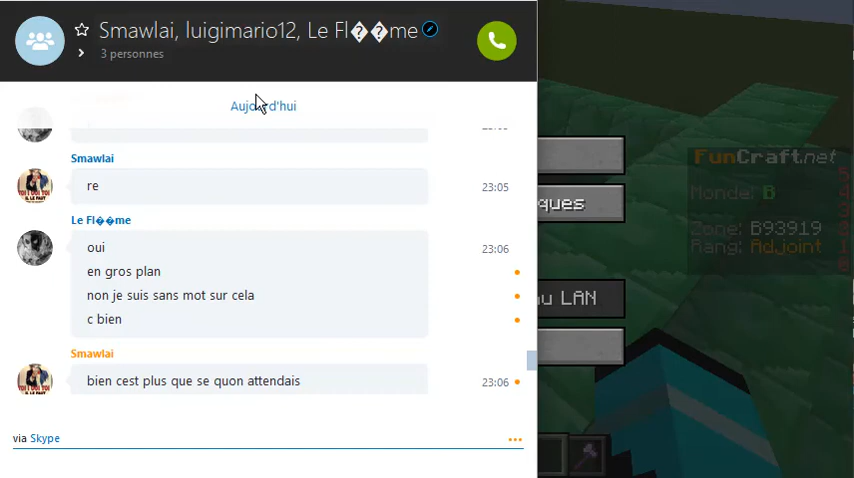 Smawlai, luigimario12, Le Fl��me
3 personnes
Aujourd'hui
Smawlai
re
23:05
Le Fl��me
oui
23:06
en gros plan
non je suis sans mot sur cela
c bien
Smawlai
bien cest plus que se quon attendais
23:06
via Skype
ques
au LAN
FunCraft.net
Monde: B
Zone: B93919
Rang: Adjoint